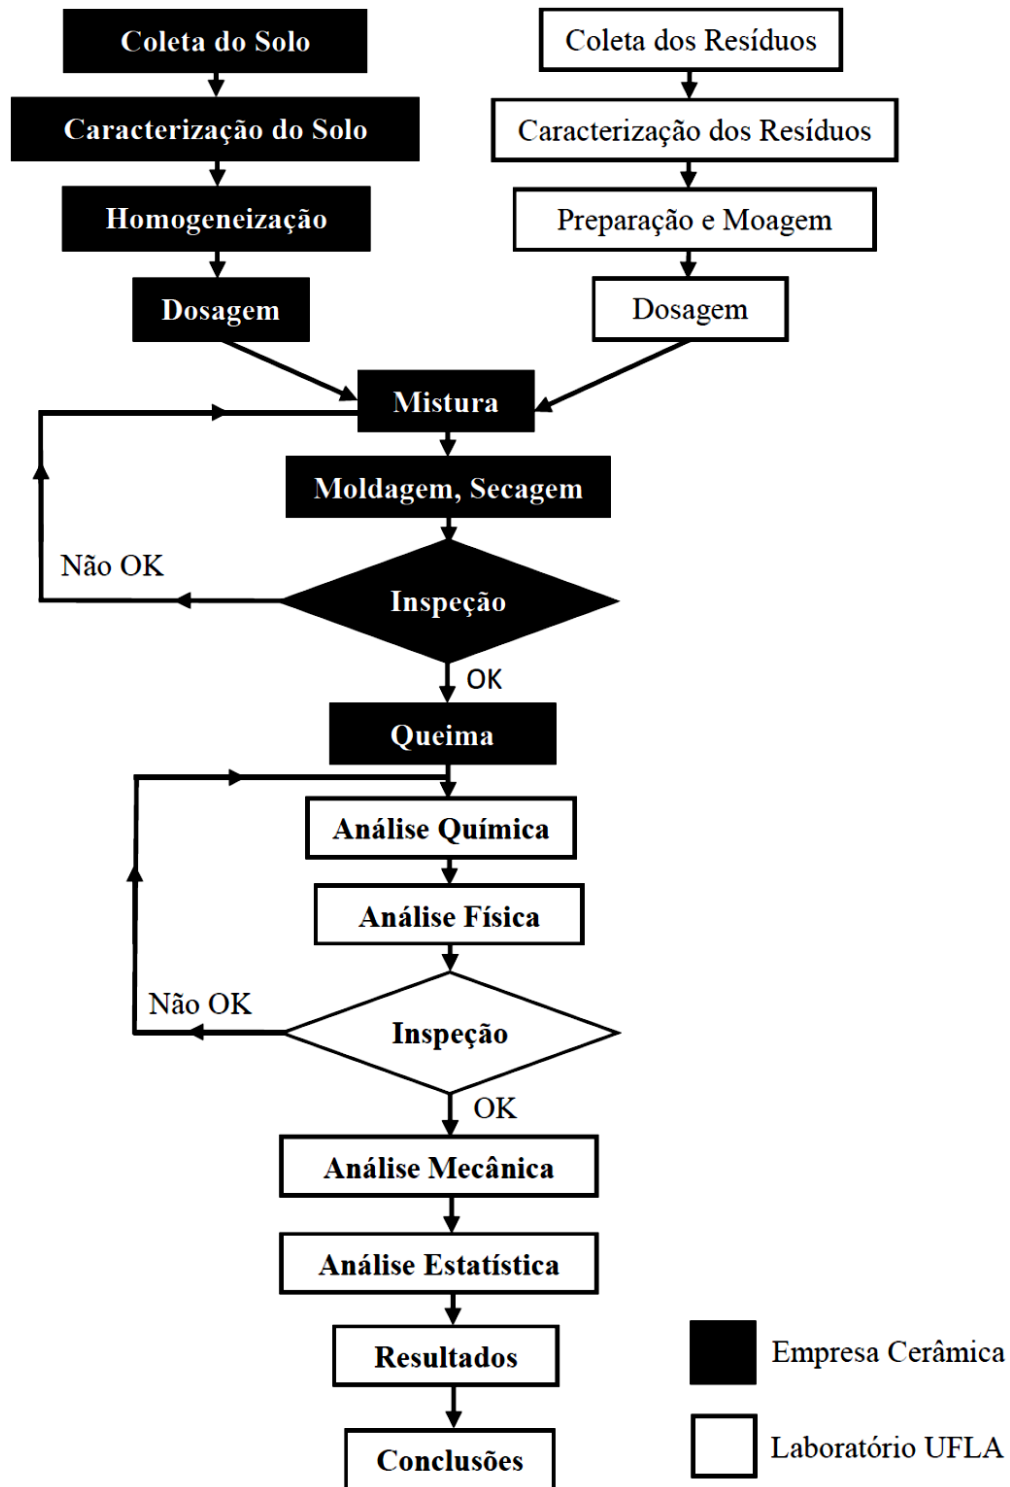 Coleta do Solo
Coleta dos Resíduos
Caracterização do Solo
Caracterização dos Resíduos
Homogeneização
Preparação e Moagem
Dosagem
Dosagem
Mistura
Moldagem, Secagem
Não OK
Inspeção
OK
Queima
Análise Química
Análise Física
Não OK
Inspeção
OK
Análise Mecânica
Análise Estatística
Resultados
Empresa Cerâmica
Conclusões
Laboratório UFLA